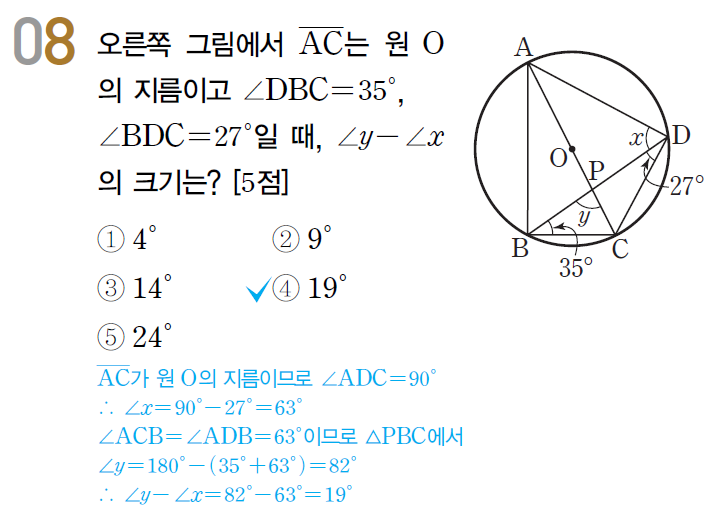 08
오른쪽 그림에서 AC는 원 O
의 지름이고 ∠DBC=35°,
∠BDC=27°일 때, ∠y-∠x
의 크기는? [5점]
① 4° ② 9°
③ 14° ④ 19°
⑤ 24°
A
D
x
O
P
27°
y
B
C
35°
AC가 원 O의 지름이므로 ∠ADC=90°
∴ ∠x=90°-27°=63°
∠ACB=∠ADB=63°이므로 △PBC에서
∠y=180°-(35°+63°)=82°
∴ ∠y-∠x=82°-63°=19°